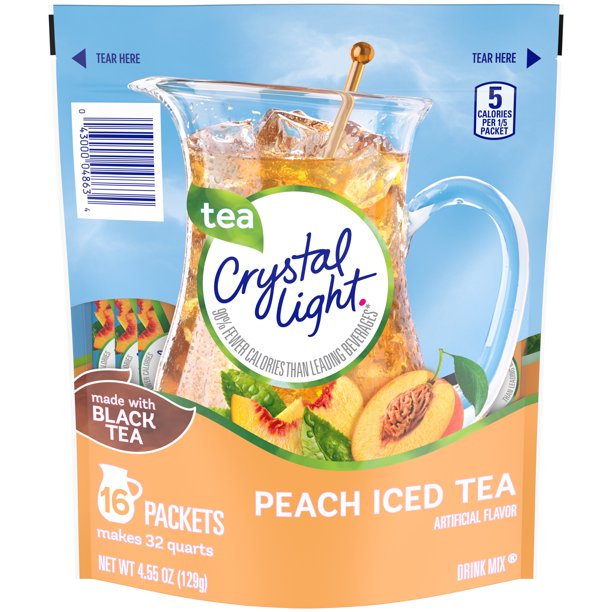 TEAR HERE
TEAR HERE
5
CALORIES
PER 1/5
PACKET
0 43000 04863 4
tea
Crystal
Light.
90% FEWER CALORIES THAN LEADING BEVERAGES*
made with
BLACK
TEA
16 PACKETS
makes 32 quarts
NET WT 4.55 OZ (129g)
PEACH ICED TEA
ARTIFICIAL FLAVOR
DRINK MIX